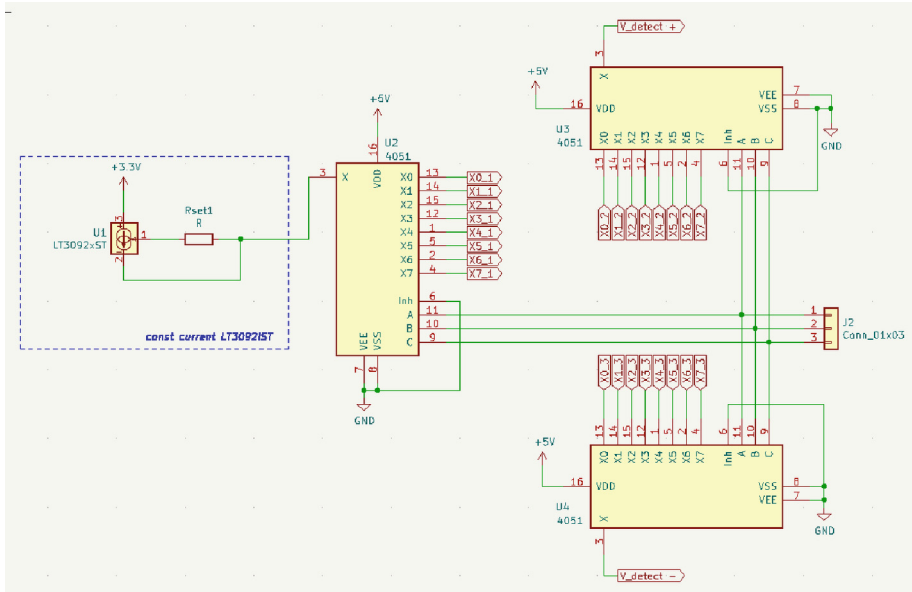 V_detect +
3
X
+5V
16 VDD
VEE 7
VSS 8
U3
4051
X0 X1 X2 X3 X4 X5 X6 X7 Inh A B C
13 14 15 12 1 5 2 4 6 11 10 9
GND
X0_2 X1_2 X2_2 X3_2 X4_2 X5_2 X6_2 X7_2
+5V
U2
4051
16
VDD
3 X
X0 13 X0_1
X1 14 X1_1
X2 15 X2_1
X3 12 X3_1
X4 1 X4_1
X5 5 X5_1
X6 2 X6_1
X7 4 X7_1
Inh 6
A 11
B 10
C 9
VEE VSS
7 8
GND
+3.3V
3
U1
LT3092xST
1
2
Rset1
R
const current LT3092IST
1
2
3
J2
Conn_01x03
X0_3 X1_3 X2_3 X3_3 X4_3 X5_3 X6_3 X7_3
13 14 15 12 1 5 2 4 6 11 10 9
X0 X1 X2 X3 X4 X5 X6 X7 Inh A B C
+5V
16 VDD
VSS 8
VEE 7
U4
4051
X
3
GND
V_detect -